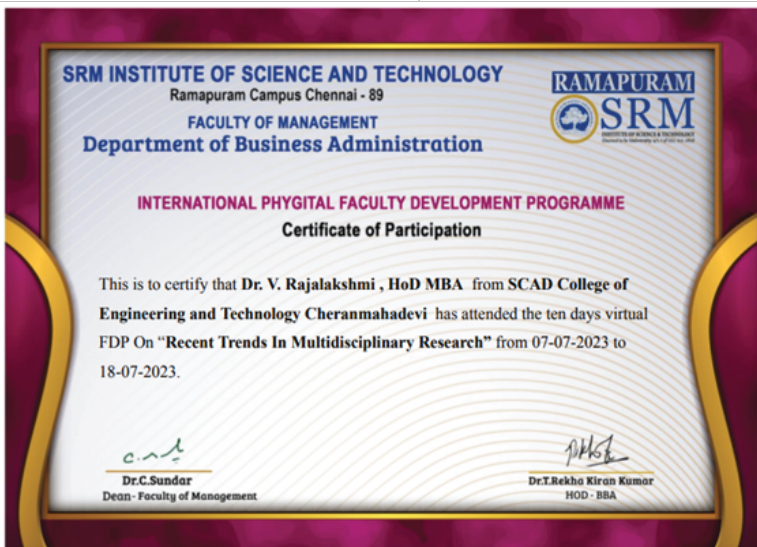 SRM INSTITUTE OF SCIENCE AND TECHNOLOGY
Ramapuram Campus Chennai - 89
FACULTY OF MANAGEMENT
Department of Business Administration
RAMAPURAM
SRM
INSTITUTE OF SCIENCE & TECHNOLOGY
INTERNATIONAL PHYGITAL FACULTY DEVELOPMENT PROGRAMME
Certificate of Participation
This is to certify that Dr. V. Rajalakshmi , HoD MBA from SCAD College of
Engineering and Technology Cheranmahadevi has attended the ten days virtual
FDP On “Recent Trends In Multidisciplinary Research” from 07-07-2023 to
18-07-2023.
Dr.C.Sundar
Dean - Faculty of Management
Dr.T.Rekha Kiran Kumar
HOD - BBA